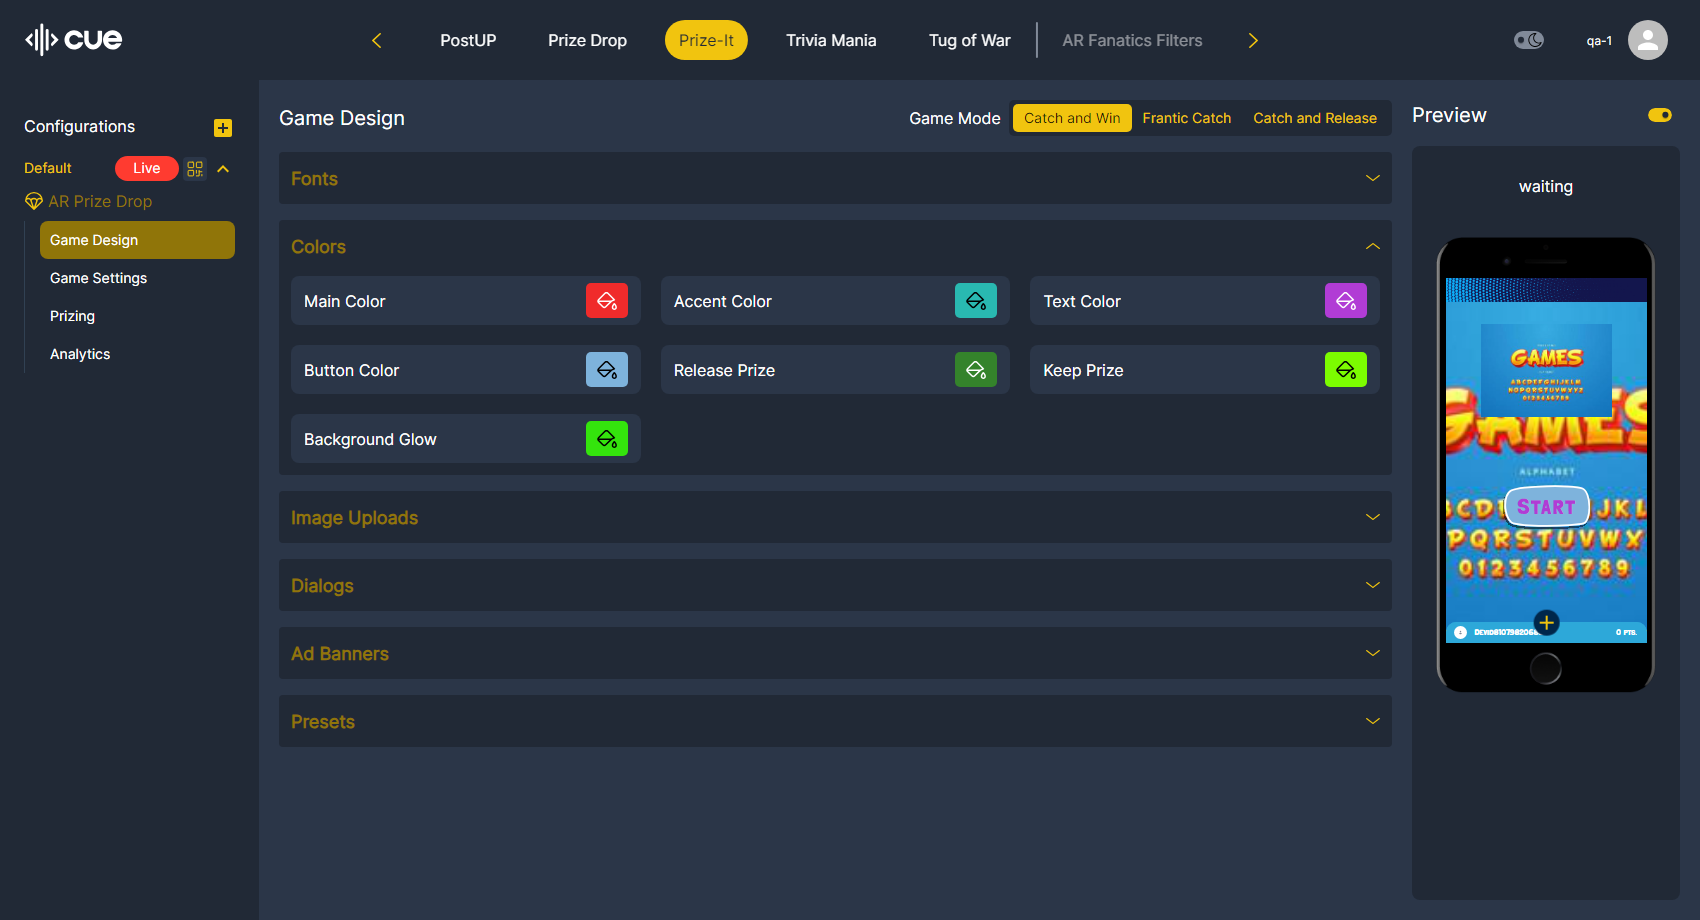 cue
PostUP
Prize Drop
Prize-It
Trivia Mania
Tug of War
AR Fanatics Filters
qa-1
Configurations
Default
Live
AR Prize Drop
Game Design
Game Settings
Prizing
Analytics
Game Design
Game Mode
Catch and Win
Frantic Catch
Catch and Release
Fonts
Colors
Main Color
Accent Color
Text Color
Button Color
Release Prize
Keep Prize
Background Glow
Image Uploads
Dialogs
Ad Banners
Presets
Preview
waiting
GAMES
ABCDEFGHIJKLM
NOPQRSTUVWXYZ
0123456789
GAMES
ALPHABET
START
JKL
PQRSTUVWX
0123456789
0 PTS.